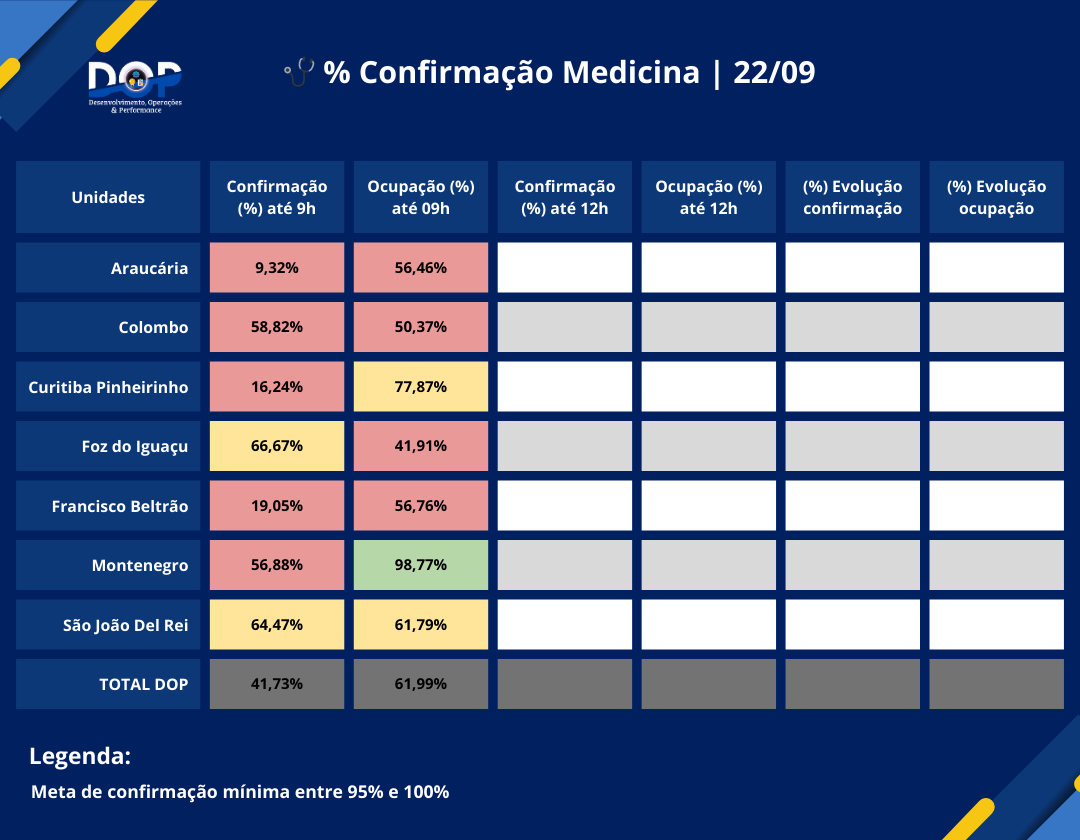 DOP
Desenvolvimento, Operações
& Performance
% Confirmação Medicina | 22/09
Unidades
Confirmação
(%) até 9h
Ocupação (%)
até 09h
Confirmação
(%) até 12h
Ocupação (%)
até 12h
(%) Evolução
confirmação
(%) Evolução
ocupação
Araucária 9,32% 56,46%
Colombo 58,82% 50,37%
Curitiba Pinheirinho 16,24% 77,87%
Foz do Iguaçu 66,67% 41,91%
Francisco Beltrão 19,05% 56,76%
Montenegro 56,88% 98,77%
São João Del Rei 64,47% 61,79%
TOTAL DOP 41,73% 61,99%
Legenda:
Meta de confirmação mínima entre 95% e 100%